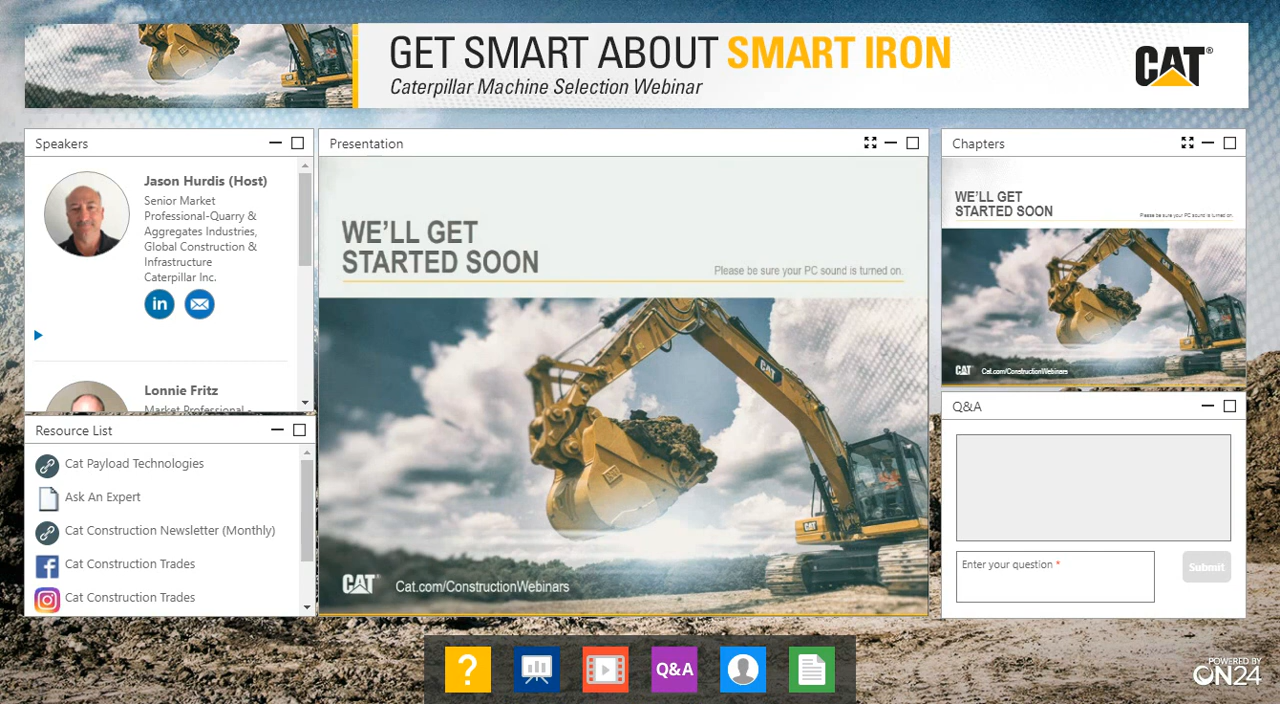 GET SMART ABOUT SMART IRON
Caterpillar Machine Selection Webinar
CAT®
Speakers
Jason Hurdis (Host)
Senior Market
Professional-Quarry &
Aggregates Industries,
Global Construction &
Infrastructure
Caterpillar Inc.
in
Lonnie Fritz
Market Professional -
Resource List
Cat Payload Technologies
Ask An Expert
Cat Construction Newsletter (Monthly)
Cat Construction Trades
Cat Construction Trades
Presentation
WE'LL GET
STARTED SOON
Please be sure your PC sound is turned on.
CAT
CAT
CAT
Cat.com/ConstructionWebinars
Chapters
WE'LL GET
STARTED SOON
Please be sure your PC sound is turned on.
CAT
Cat.com/ConstructionWebinars
Q&A
Enter your question *
Submit
?
Q&A
POWERED BY
ON24